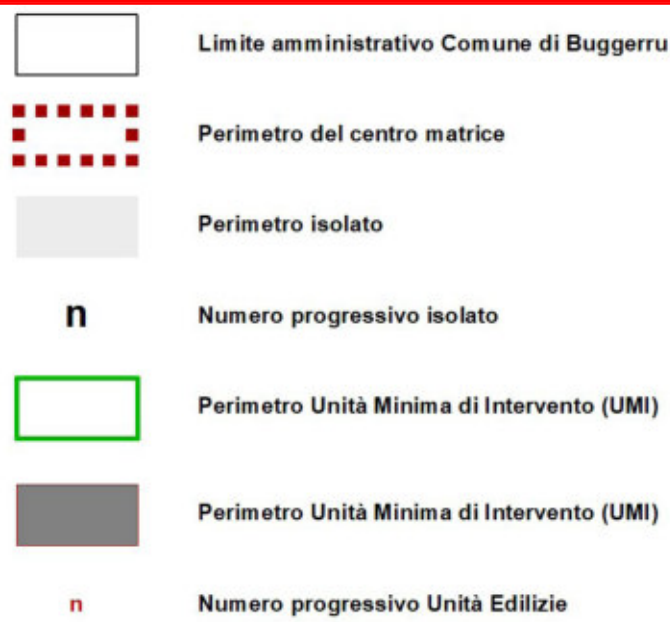 Limite amministrativo Comune di Buggerru
Perimetro del centro matrice
Perimetro isolato
n Numero progressivo isolato
Perimetro Unità Minima di Intervento (UMI)
Perimetro Unità Minima di Intervento (UMI)
n Numero progressivo Unità Edilizie